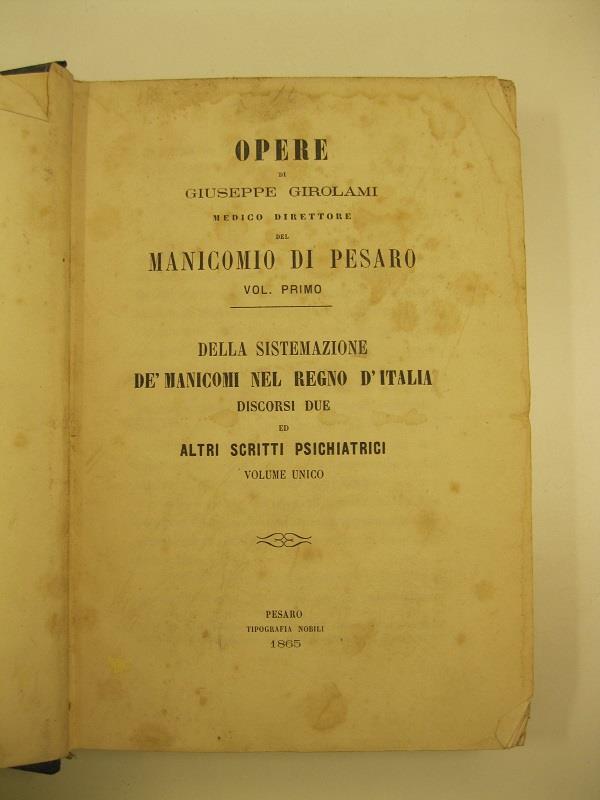 OPERE
DI
GIUSEPPE GIROLAMI
MEDICO DIRETTORE
DEL
MANICOMIO DI PESARO
VOL. PRIMO
DELLA SISTEMAZIONE
DE' MANICOMI NEL REGNO D'ITALIA
DISCORSI DUE
ED
ALTRI SCRITTI PSICHIATRICI
VOLUME UNICO
PESARO
TIPOGRAFIA NOBILI
1865